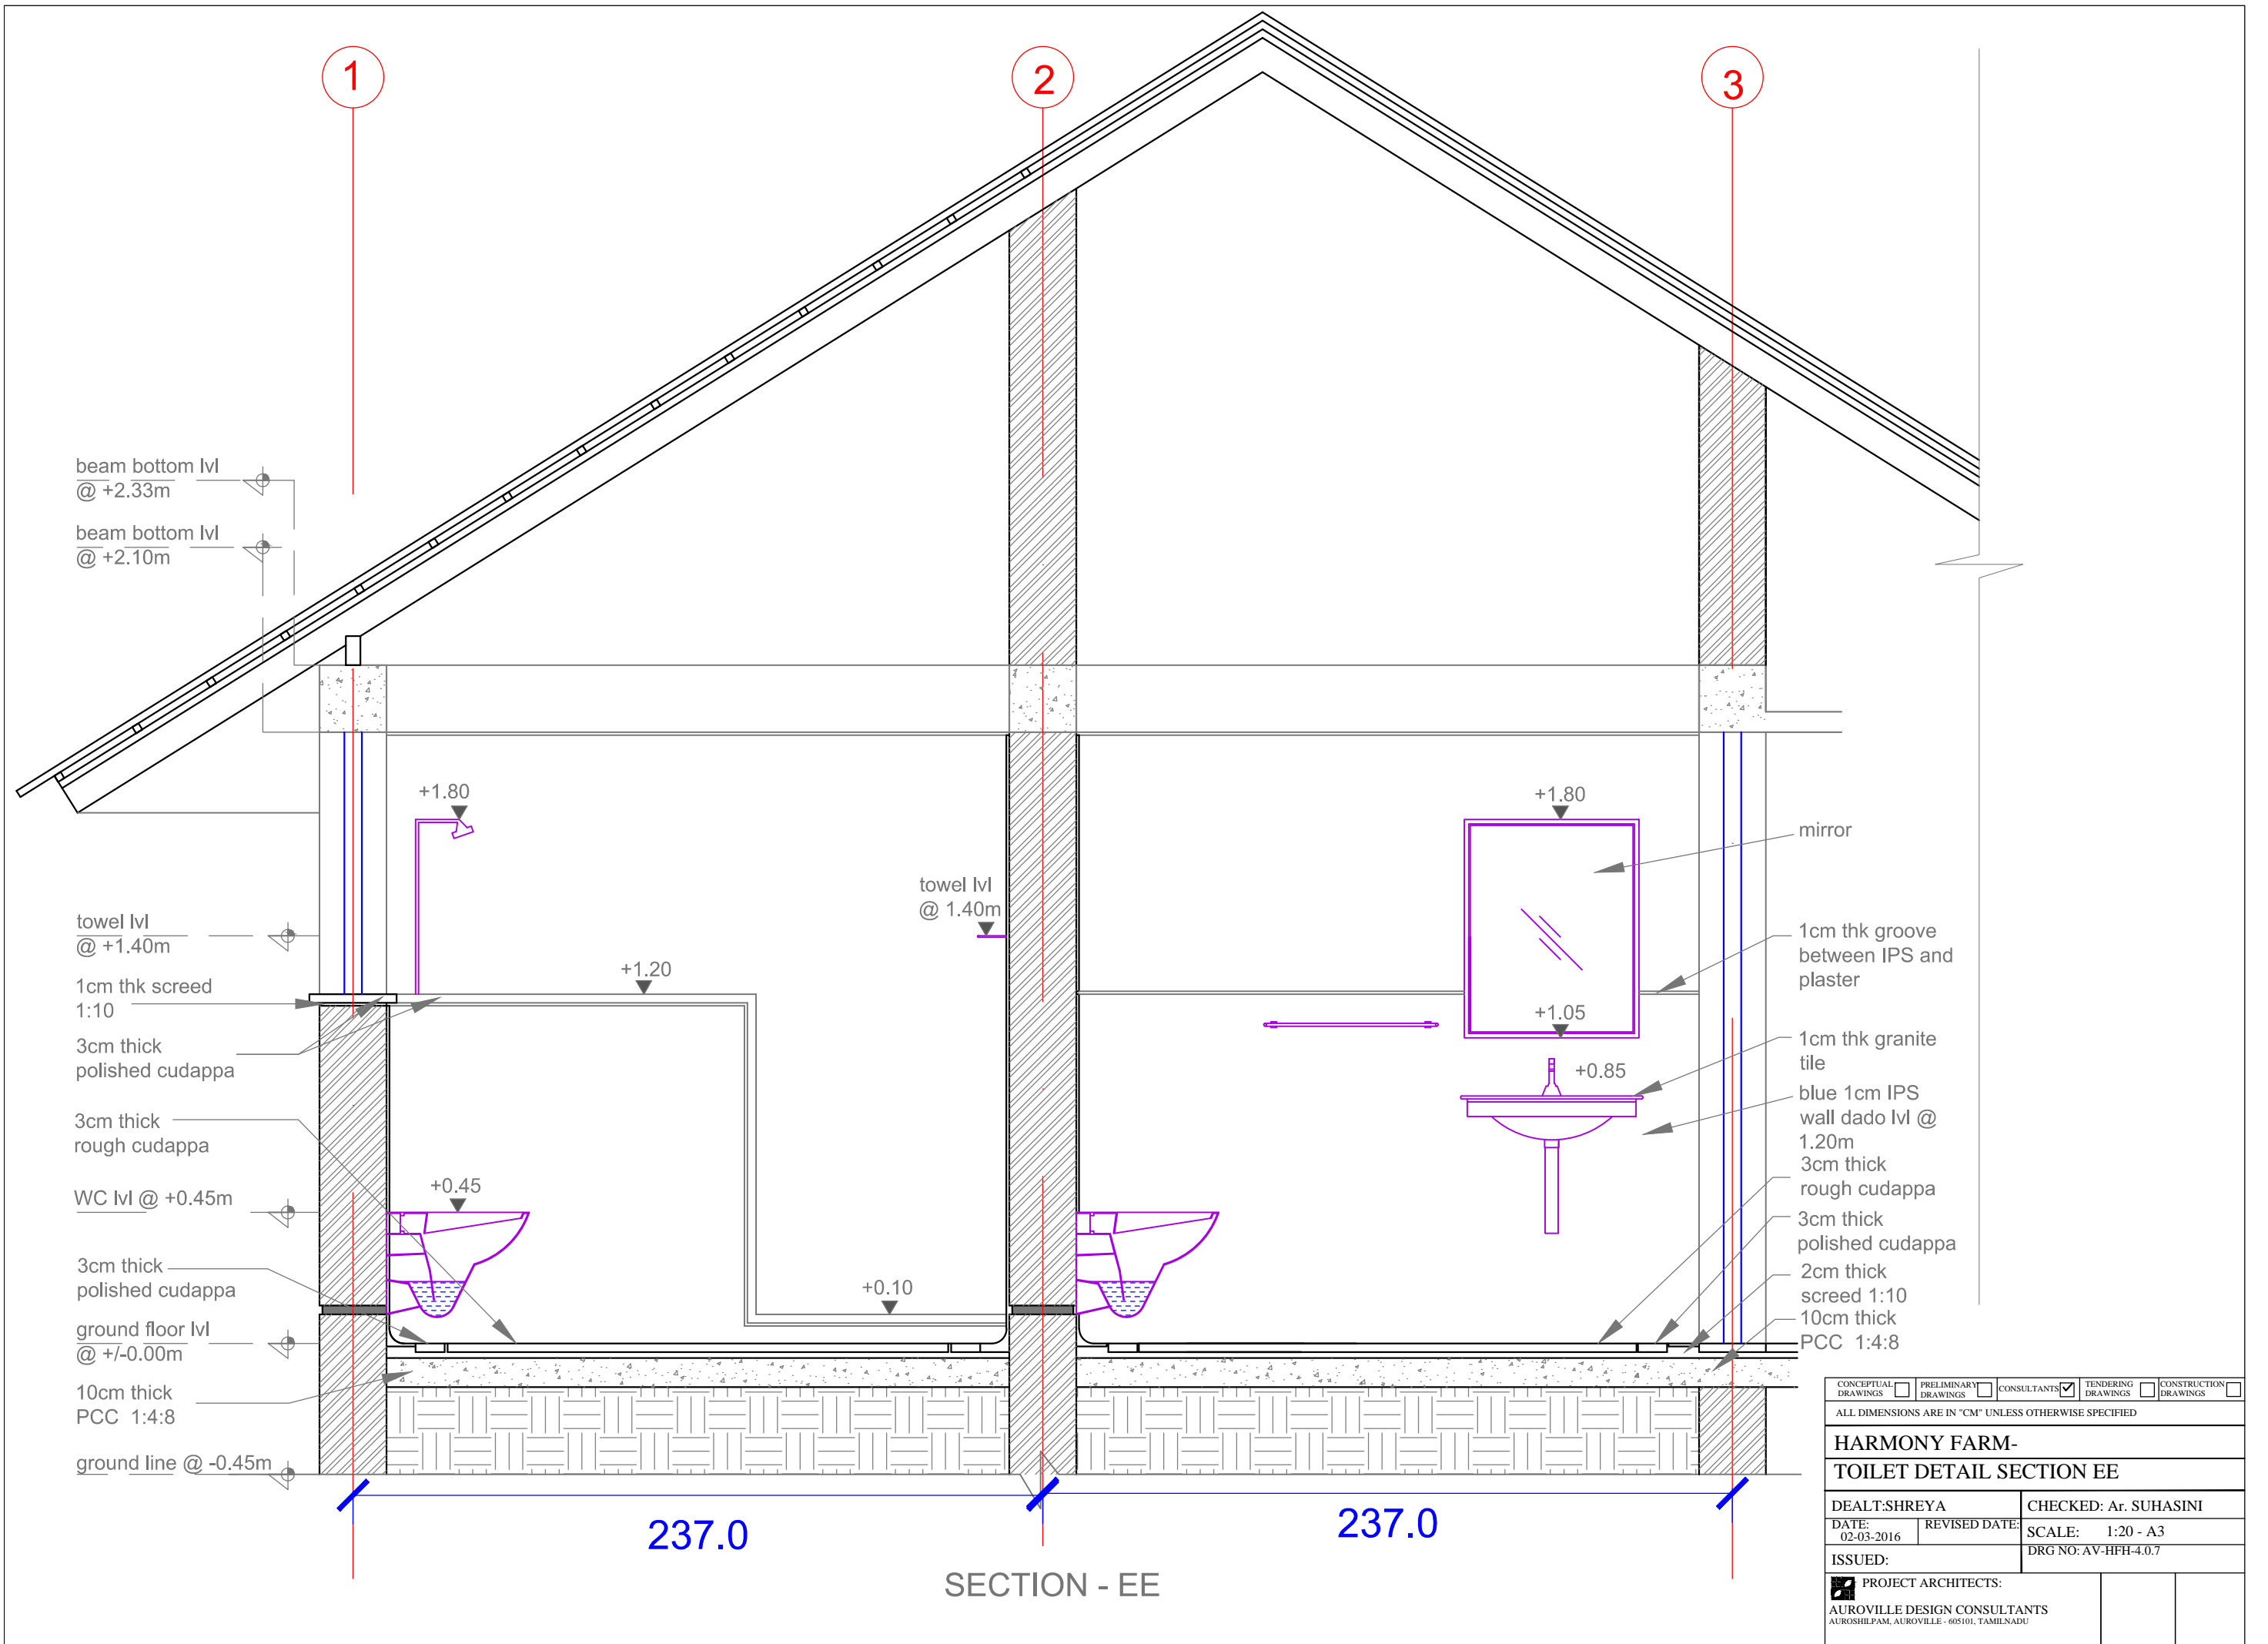 1
2
3
beam bottom lvl
@ +2.33m
beam bottom lvl
@ +2.10m
towel lvl
@ +1.40m
1cm thk screed
1:10
3cm thick
polished cudappa
3cm thick
rough cudappa
WC lvl @ +0.45m
3cm thick
polished cudappa
ground floor lvl
@ +/-0.00m
10cm thick
PCC 1:4:8
ground line @ -0.45m
+1.80
+1.20
towel lvl
@ 1.40m
+0.45
+0.10
+1.80
+1.05
+0.85
mirror
1cm thk groove
between IPS and
plaster
1cm thk granite
tile
blue 1cm IPS
wall dado lvl @
1.20m
3cm thick
rough cudappa
3cm thick
polished cudappa
2cm thick
screed 1:10
10cm thick
PCC 1:4:8
237.0
237.0
SECTION - EE
CONCEPTUAL
DRAWINGS
PRELIMINARY
DRAWINGS
CONSULTANTS
TENDERING
DRAWINGS
CONSTRUCTION
DRAWINGS
ALL DIMENSIONS ARE IN "CM" UNLESS OTHERWISE SPECIFIED
HARMONY FARM-
TOILET DETAIL SECTION EE
DEALT:SHREYA
CHECKED: Ar. SUHASINI
DATE:
02-03-2016
REVISED DATE:
SCALE: 1:20 - A3
ISSUED:
DRG NO: AV-HFH-4.0.7
PROJECT ARCHITECTS:
AUROVILLE DESIGN CONSULTANTS
AUROSHILPAM, AUROVILLE - 605101, TAMILNADU